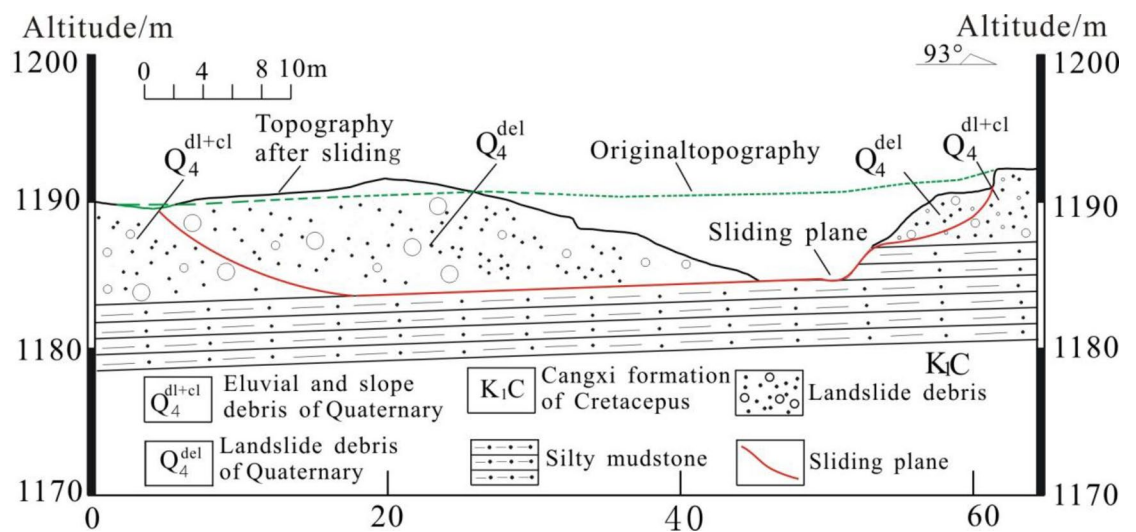 Altitude/m
Altitude/m
1200
1200
0 4 8 10m
93°
Q₄ᵈˡ⁺ᶜˡ
Topography
after sliding
Q₄ᵈᵉˡ
Originaltopography
Q₄ᵈᵉˡ
Q₄ᵈˡ⁺ᶜˡ
1190
1190
Sliding plane
1180
1180
K₁C
Q₄ᵈˡ⁺ᶜˡ
Eluvial and slope
debris of Quaternary
K₁C
Cangxi formation
of Cretacepus
Landslide debris
Q₄ᵈᵉˡ
Landslide debris
of Quaternary
Silty mudstone
Sliding plane
1170
1170
0 20 40 60